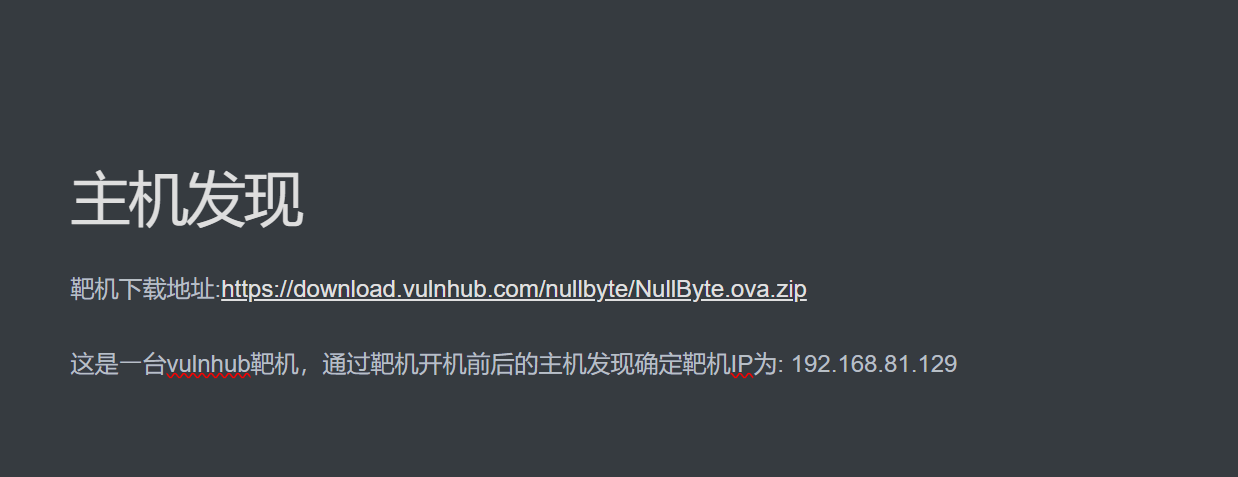 主机发现
靶机下载地址:https://download.vulnhub.com/nullbyte/NullByte.ova.zip
这是一台vulnhub靶机，通过靶机开机前后的主机发现确定靶机IP为: 192.168.81.129